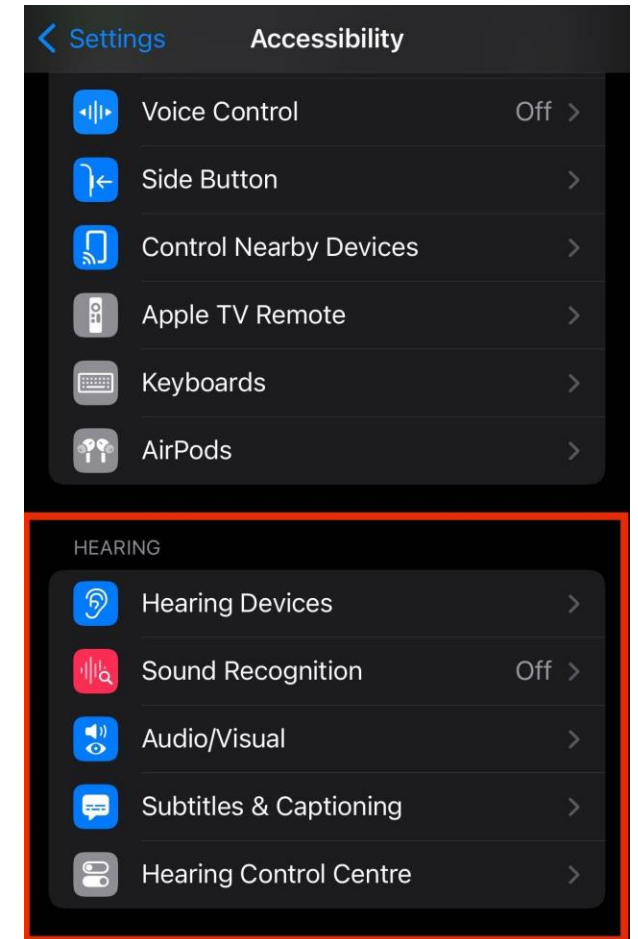 Settings Accessibility
Voice Control Off
Side Button
Control Nearby Devices
Apple TV Remote
Keyboards
AirPods
HEARING
Hearing Devices
Sound Recognition Off
Audio/Visual
Subtitles & Captioning
Hearing Control Centre